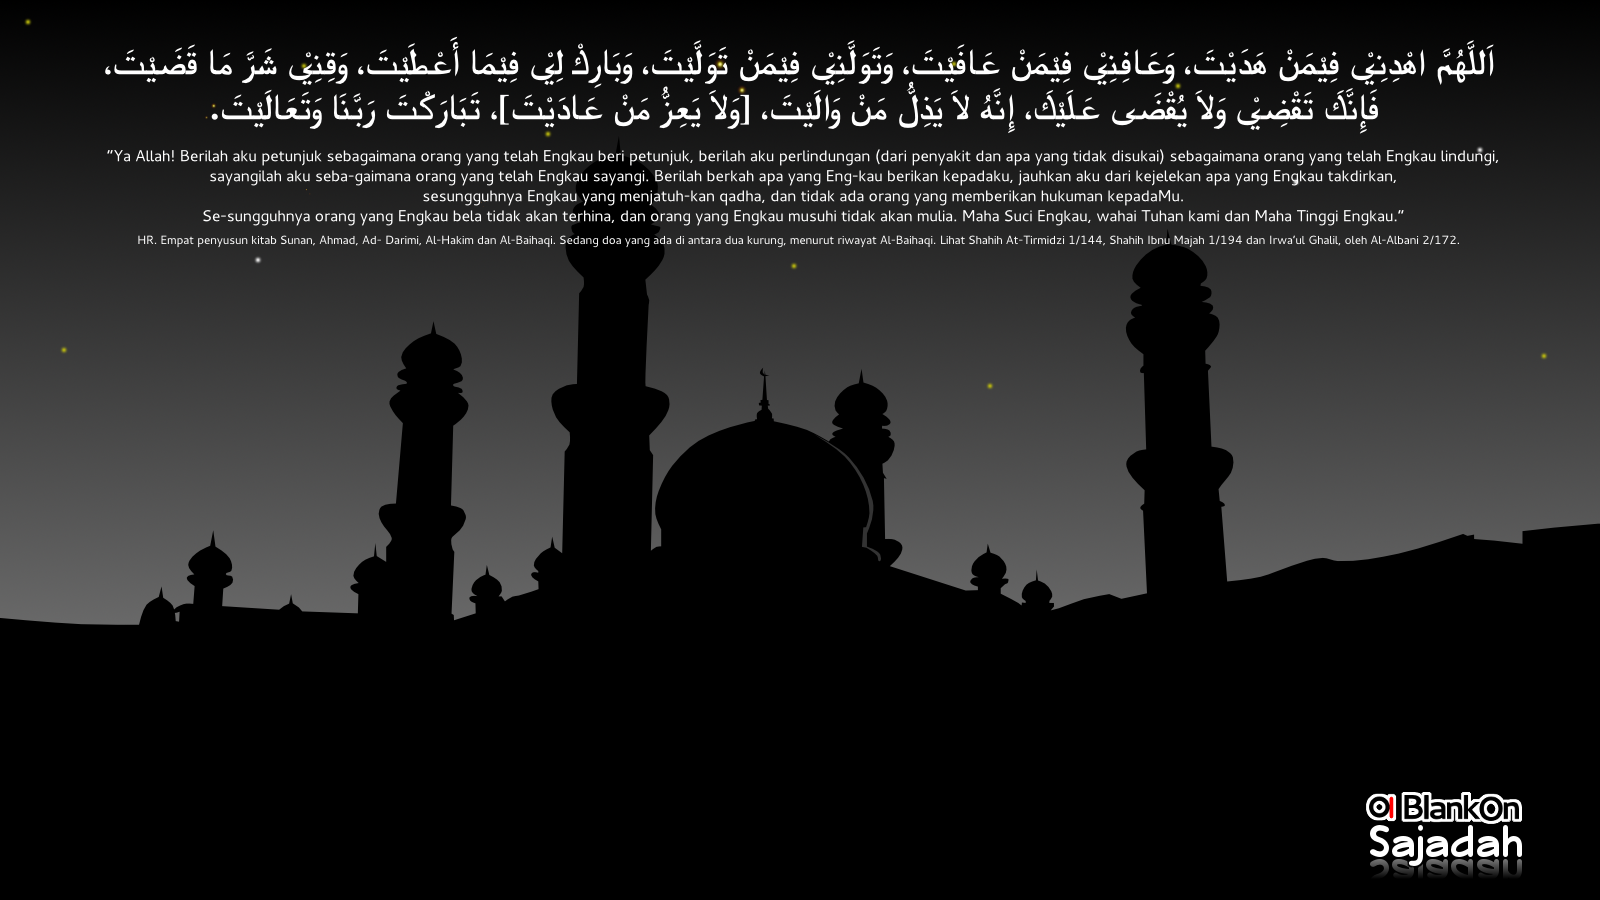 اَللَّهُمَّ اهْدِنِيْ فِيْمَنْ هَدَيْتَ، وَعَافِنِيْ فِيْمَنْ عَافَيْتَ، وَتَوَلَّنِيْ فِيْمَنْ تَوَلَّيْتَ، وَبَارِكْ لِيْ فِيْمَا أَعْطَيْتَ، وَقِنِيْ شَرَّ مَا قَضَيْتَ،
فَإِنَّكَ تَقْضِيْ وَلاَ يُقْضَى عَلَيْكَ، إِنَّهُ لاَ يَذِلُّ مَنْ وَالَيْتَ، [وَلاَ يَعِزُّ مَنْ عَادَيْتَ]، تَبَارَكْتَ رَبَّنَا وَتَعَالَيْتَ.
“Ya Allah! Berilah aku petunjuk sebagaimana orang yang telah Engkau beri petunjuk, berilah aku perlindungan (dari penyakit dan apa yang tidak disukai) sebagaimana orang yang telah Engkau lindungi,
sayangilah aku seba-gaimana orang yang telah Engkau sayangi. Berilah berkah apa yang Eng-kau berikan kepadaku, jauhkan aku dari kejelekan apa yang Engkau takdirkan,
sesungguhnya Engkau yang menjatuh-kan qadha, dan tidak ada orang yang memberikan hukuman kepadaMu.
Se-sungguhnya orang yang Engkau bela tidak akan terhina, dan orang yang Engkau musuhi tidak akan mulia. Maha Suci Engkau, wahai Tuhan kami dan Maha Tinggi Engkau.”
HR. Empat penyusun kitab Sunan, Ahmad, Ad- Darimi, Al-Hakim dan Al-Baihaqi. Sedang doa yang ada di antara dua kurung, menurut riwayat Al-Baihaqi. Lihat Shahih At-Tirmidzi 1/144, Shahih Ibnu Majah 1/194 dan Irwa’ul Ghalil, oleh Al-Albani 2/172.
BlankOn
Sajadah